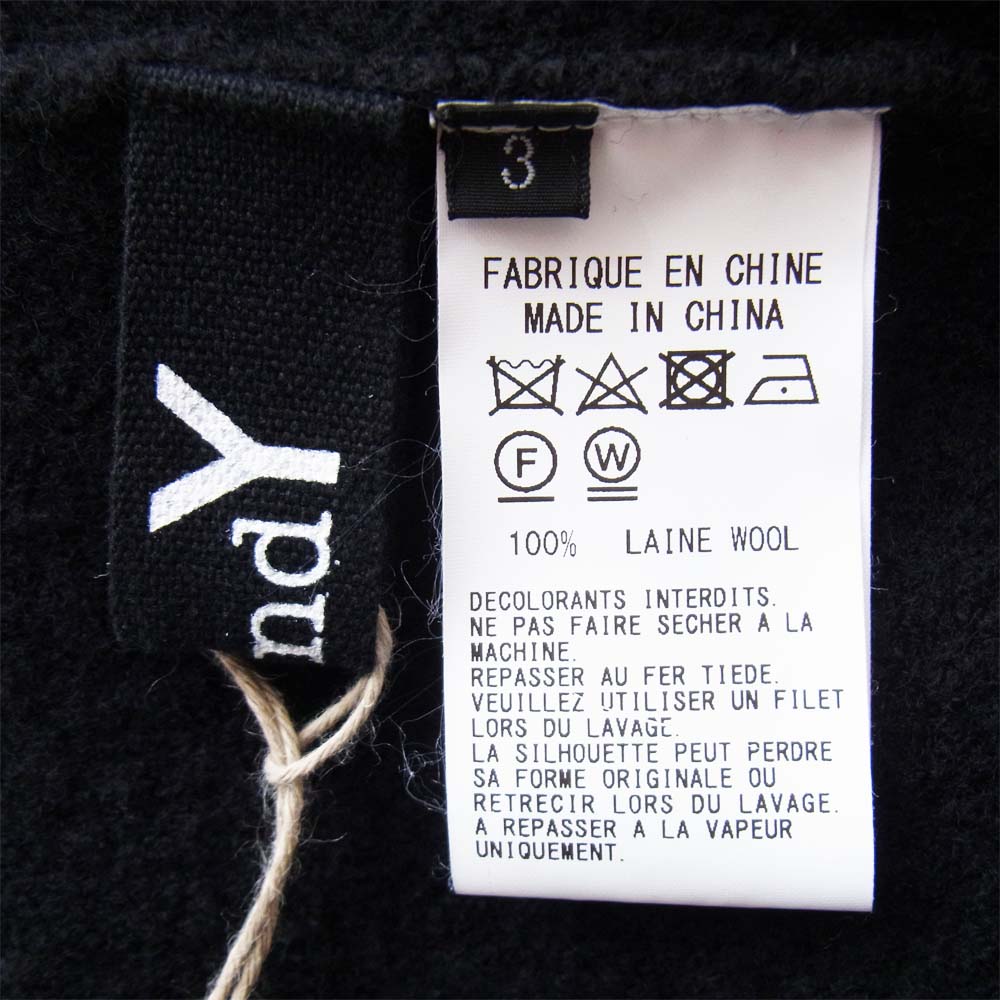 Y
nd
3
FABRIQUE EN CHINE
MADE IN CHINA
F W
100% LAINE WOOL
DECOLORANTS INTERDITS.
NE PAS FAIRE SECHER A LA
MACHINE.
REPASSER AU FER TIEDE.
VEUILLEZ UTILISER UN FILET
LORS DU LAVAGE.
LA SILHOUETTE PEUT PERDRE
SA FORME ORIGINALE OU
RETRECIR LORS DU LAVAGE.
A REPASSER A LA VAPEUR
UNIQUEMENT.